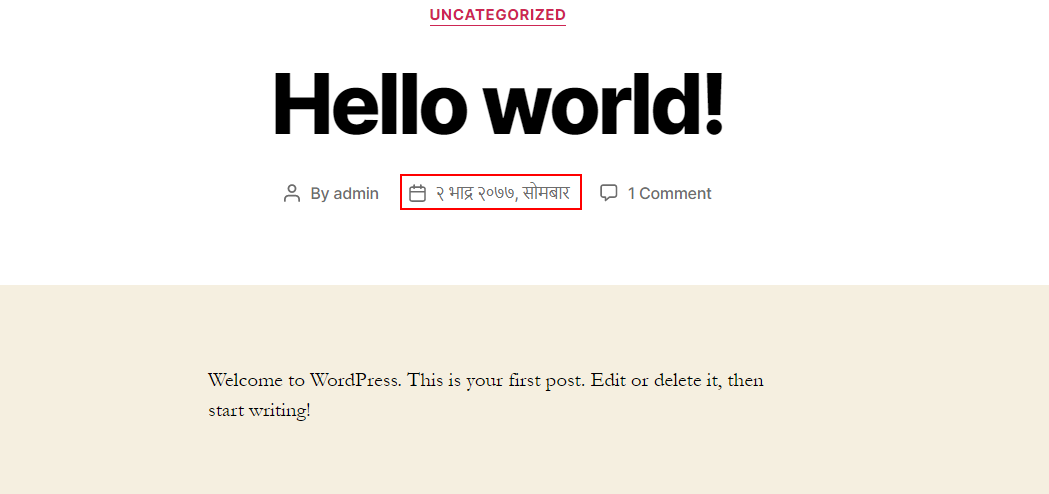 UNCATEGORIZED
Hello world!
By admin २ भाद्र २०७७, सोमबार 1 Comment
Welcome to WordPress. This is your first post. Edit or delete it, then
start writing!